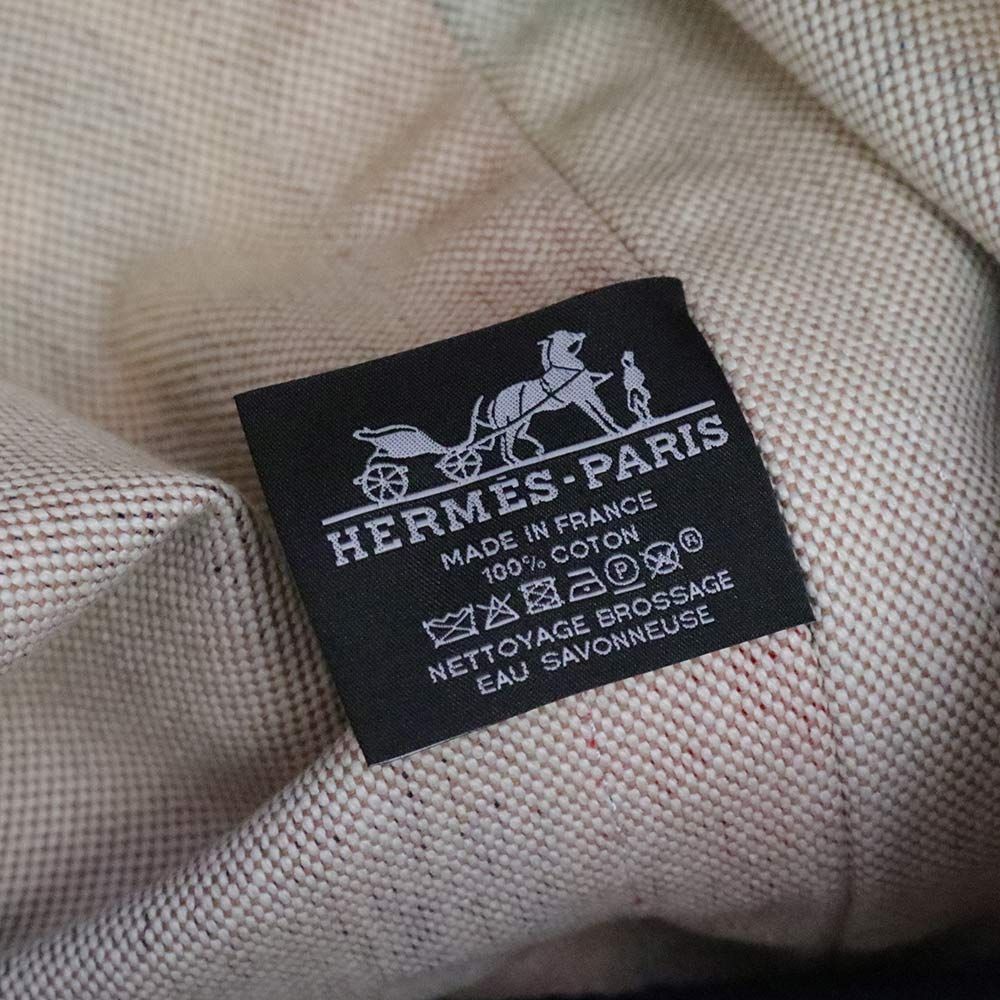 HERMÈS-PARIS
MADE IN FRANCE
100% COTON
P ®
NETTOYAGE BROSSAGE
EAU SAVONNEUSE